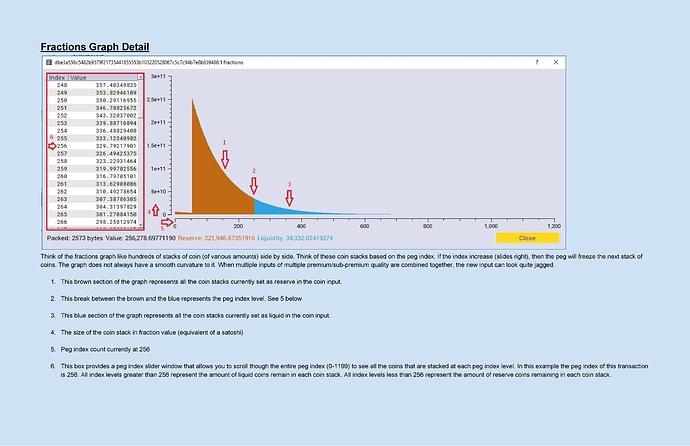 Fractions Graph Detail
:1 fractions
? ×
Index Value
248 357.40349835
249 353.82946109
250 350.29116955
251 346.78825672
252 343.32037002
253 339.88716894
254 336.48829400
255 333.12340982
6 256 329.79217981
257 326.49425375
258 323.22931464
259 319.99702556
260 316.79705101
261 313.62908086
262 310.49278654
263 307.38786305
264 304.31397829
265 301.27084150
266 298.25812974
3e+11
2.5e+11
2e+11
1.5e+11
1e+11
5e+10
0
1
2
3
4
5
0 200 400 600 800 1,000 1,200
Packed: 2573 bytes Value: 256,278.69771190 Reserve: 221,946.67351916 Liquidity: 34,332.02419274
Close
Think of the fractions graph like hundreds of stacks of coin (of various amounts) side by side. Think of these coin stacks based on the peg index. If the index increase (slides right), then the peg will freeze the next stack of
coins. The graph does not always have a smooth curvature to it. When multiple inputs of multiple premium/sub-premium quality are combined together, the new input can look quite jagged.
1. This brown section of the graph represents all the coin stacks currently set as reserve in the coin input.
2. This break between the brown and the blue represents the peg index level. See 5 below
3. This blue section of the graph represents all the coin stacks currently set as liquid in the coin input.
4. The size of the coin stack in fraction value (equivalent of a satoshi)
5. Peg index count currently at 256
6. This box provides a peg index slider window that allows you to scroll though the entire peg index (0-1199) to see all the coins that are stacked at each peg index level. In this example the peg index of this transaction
is 256. All index levels greater than 256 represent the amount of liquid coins remain in each coin stack. All index levels less than 256 represent the amount of reserve coins remaining in each coin stack.